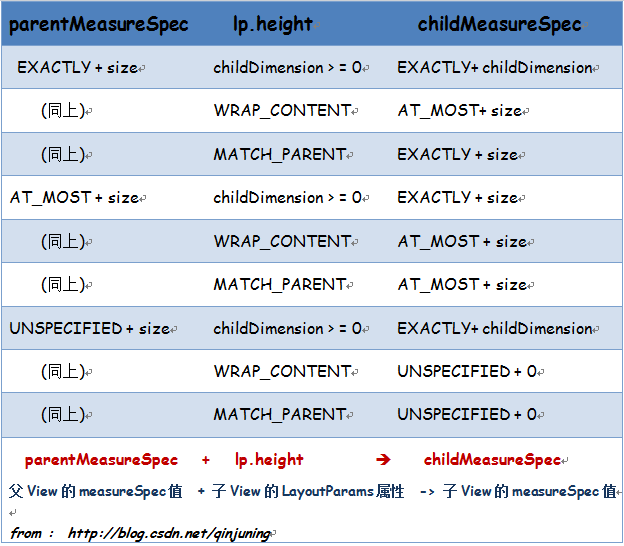 parentMeasureSpec lp.height childMeasureSpec
EXACTLY + size childDimension > = 0 EXACTLY+ childDimension
(同上) WRAP_CONTENT AT_MOST+ size
(同上) MATCH_PARENT EXACTLY + size
AT_MOST + size childDimension > = 0 EXACTLY + size
(同上) WRAP_CONTENT AT_MOST + size
(同上) MATCH_PARENT AT_MOST + size
UNSPECIFIED + size childDimension > = 0 EXACTLY+ childDimension
(同上) WRAP_CONTENT UNSPECIFIED + 0
(同上) MATCH_PARENT UNSPECIFIED + 0
parentMeasureSpec + lp.height → childMeasureSpec
父 View 的 measureSpec 值 + 子 View 的 LayoutParams 属性 -> 子 View 的 measureSpec 值
from : http://blog.csdn.net/qinjuning